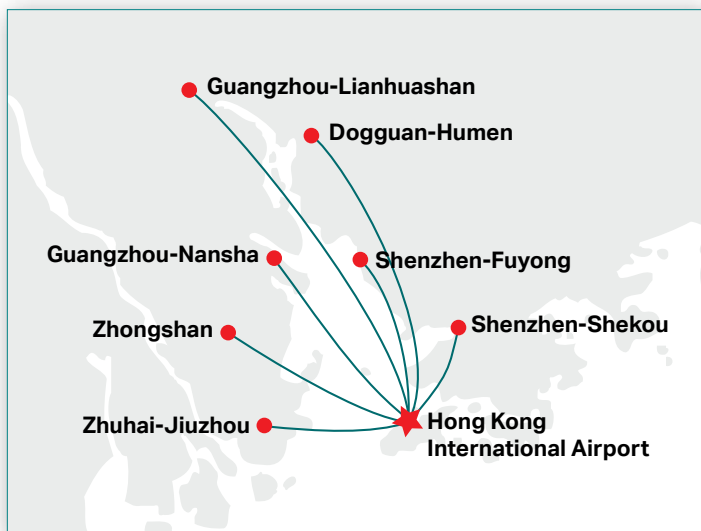 Guangzhou-Lianhuashan
Dogguan-Humen
Guangzhou-Nansha
Shenzhen-Fuyong
Zhongshan
Shenzhen-Shekou
Zhuhai-Jiuzhou
Hong Kong
International Airport